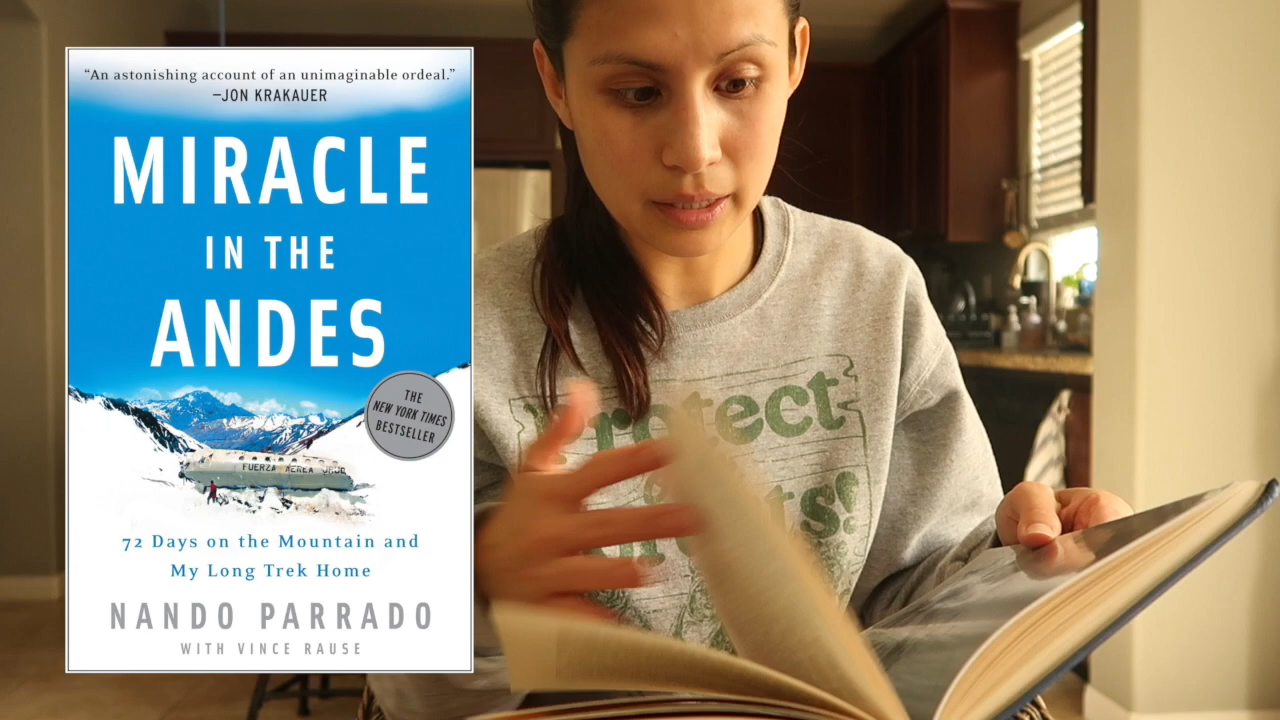 “An astonishing account of an unimaginable ordeal.”
—JON KRAKAUER
MIRACLE
IN THE
ANDES
THE
NEW YORK TIMES
BESTSELLER
FUERZA AEREA
72 Days on the Mountain and
My Long Trek Home
NANDO PARRADO
WITH VINCE RAUSE
Protect